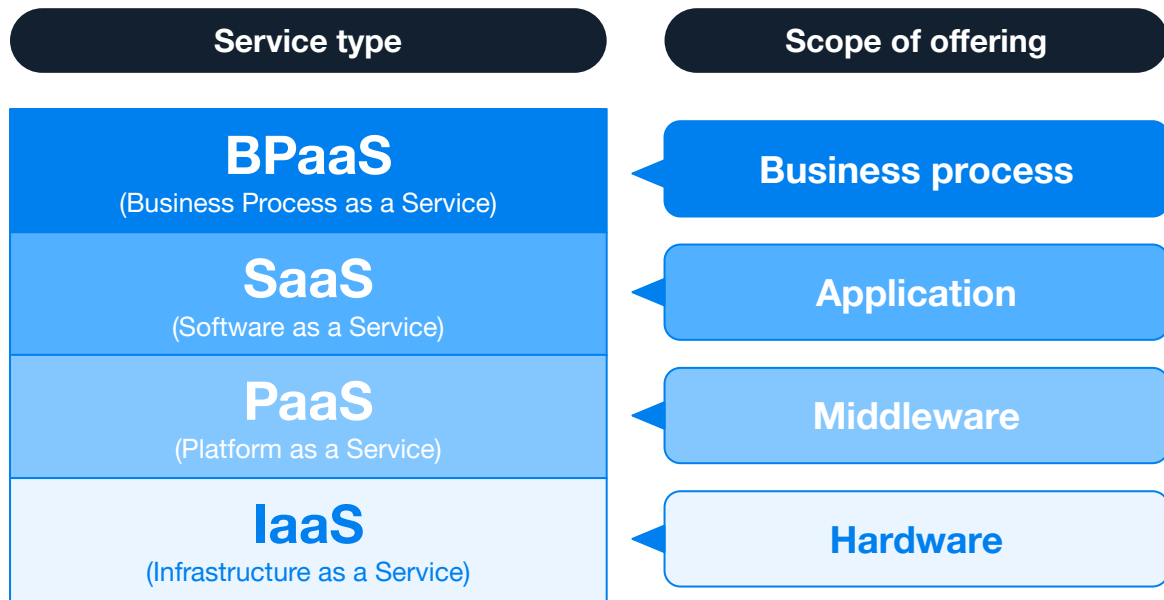 Service type
Scope of offering
BPaaS
(Business Process as a Service)
Business process
SaaS
(Software as a Service)
Application
PaaS
(Platform as a Service)
Middleware
IaaS
(Infrastructure as a Service)
Hardware